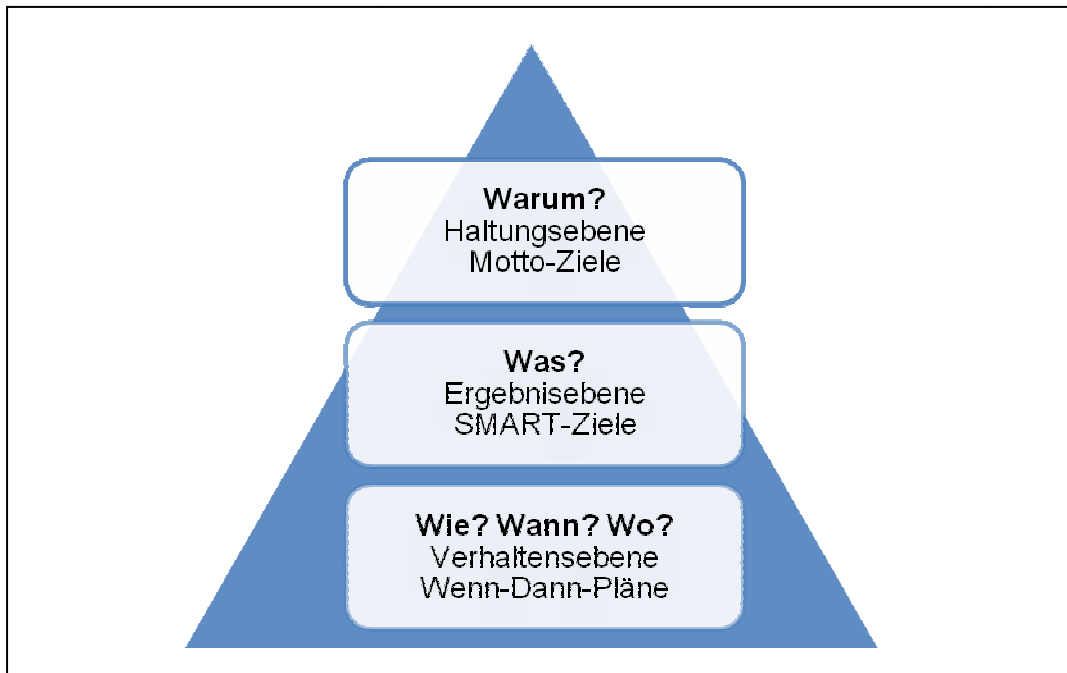 Warum?
Haltungsebene
Motto-Ziele
Was?
Ergebnisebene
SMART-Ziele
Wie? Wann? Wo?
Verhaltensebene
Wenn-Dann-Pläne